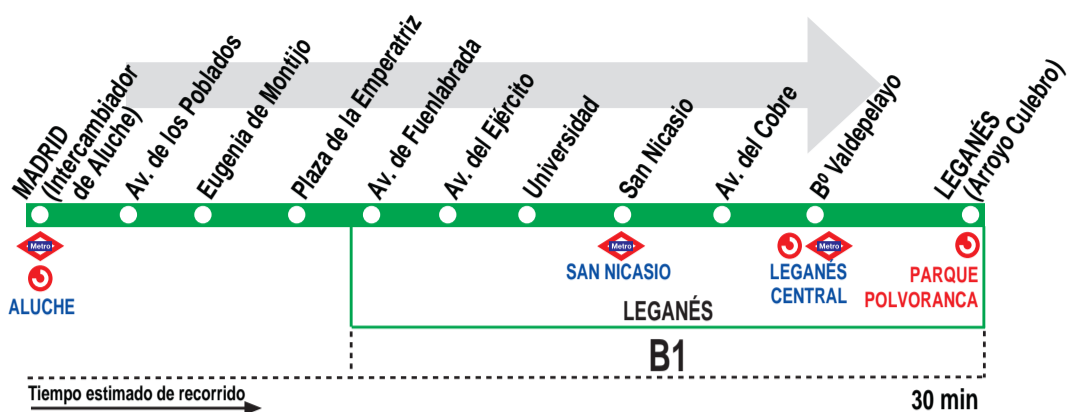 MADRID
(Intercambiador
de Aluche)
Av. de los Poblados
Eugenia de Montijo
Plaza de la Emperatriz
Av. de Fuenlabrada
Av. del Ejército
Universidad
San Nicasio
Av. del Cobre
Bº Valdepelayo
LEGANÉS
(Arroyo Culebro)
Metro
ALUCHE
Metro
SAN NICASIO
Metro
LEGANÉS
CENTRAL
PARQUE
POLVORANCA
LEGANÉS
B1
Tiempo estimado de recorrido
30 min